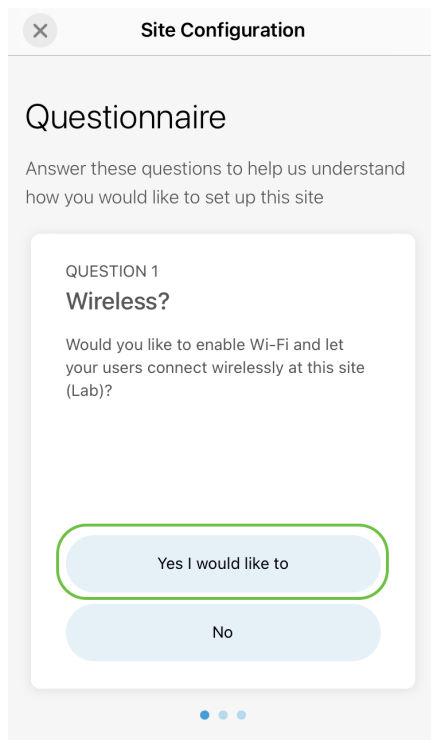 Site Configuration
Questionnaire
Answer these questions to help us understand
how you would like to set up this site
QUESTION 1
Wireless?
Would you like to enable Wi-Fi and let
your users connect wirelessly at this site
(Lab)?
Yes I would like to
No